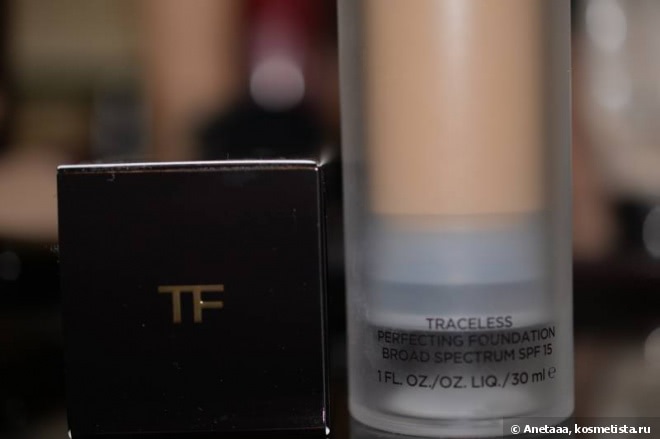 TF
TRACELESS
PERFECTING FOUNDATION
BROAD SPECTRUM SPF 15
1 FL. OZ./OZ. LIQ./30 ml ℮
© Anetaaa, kosmetista.ru